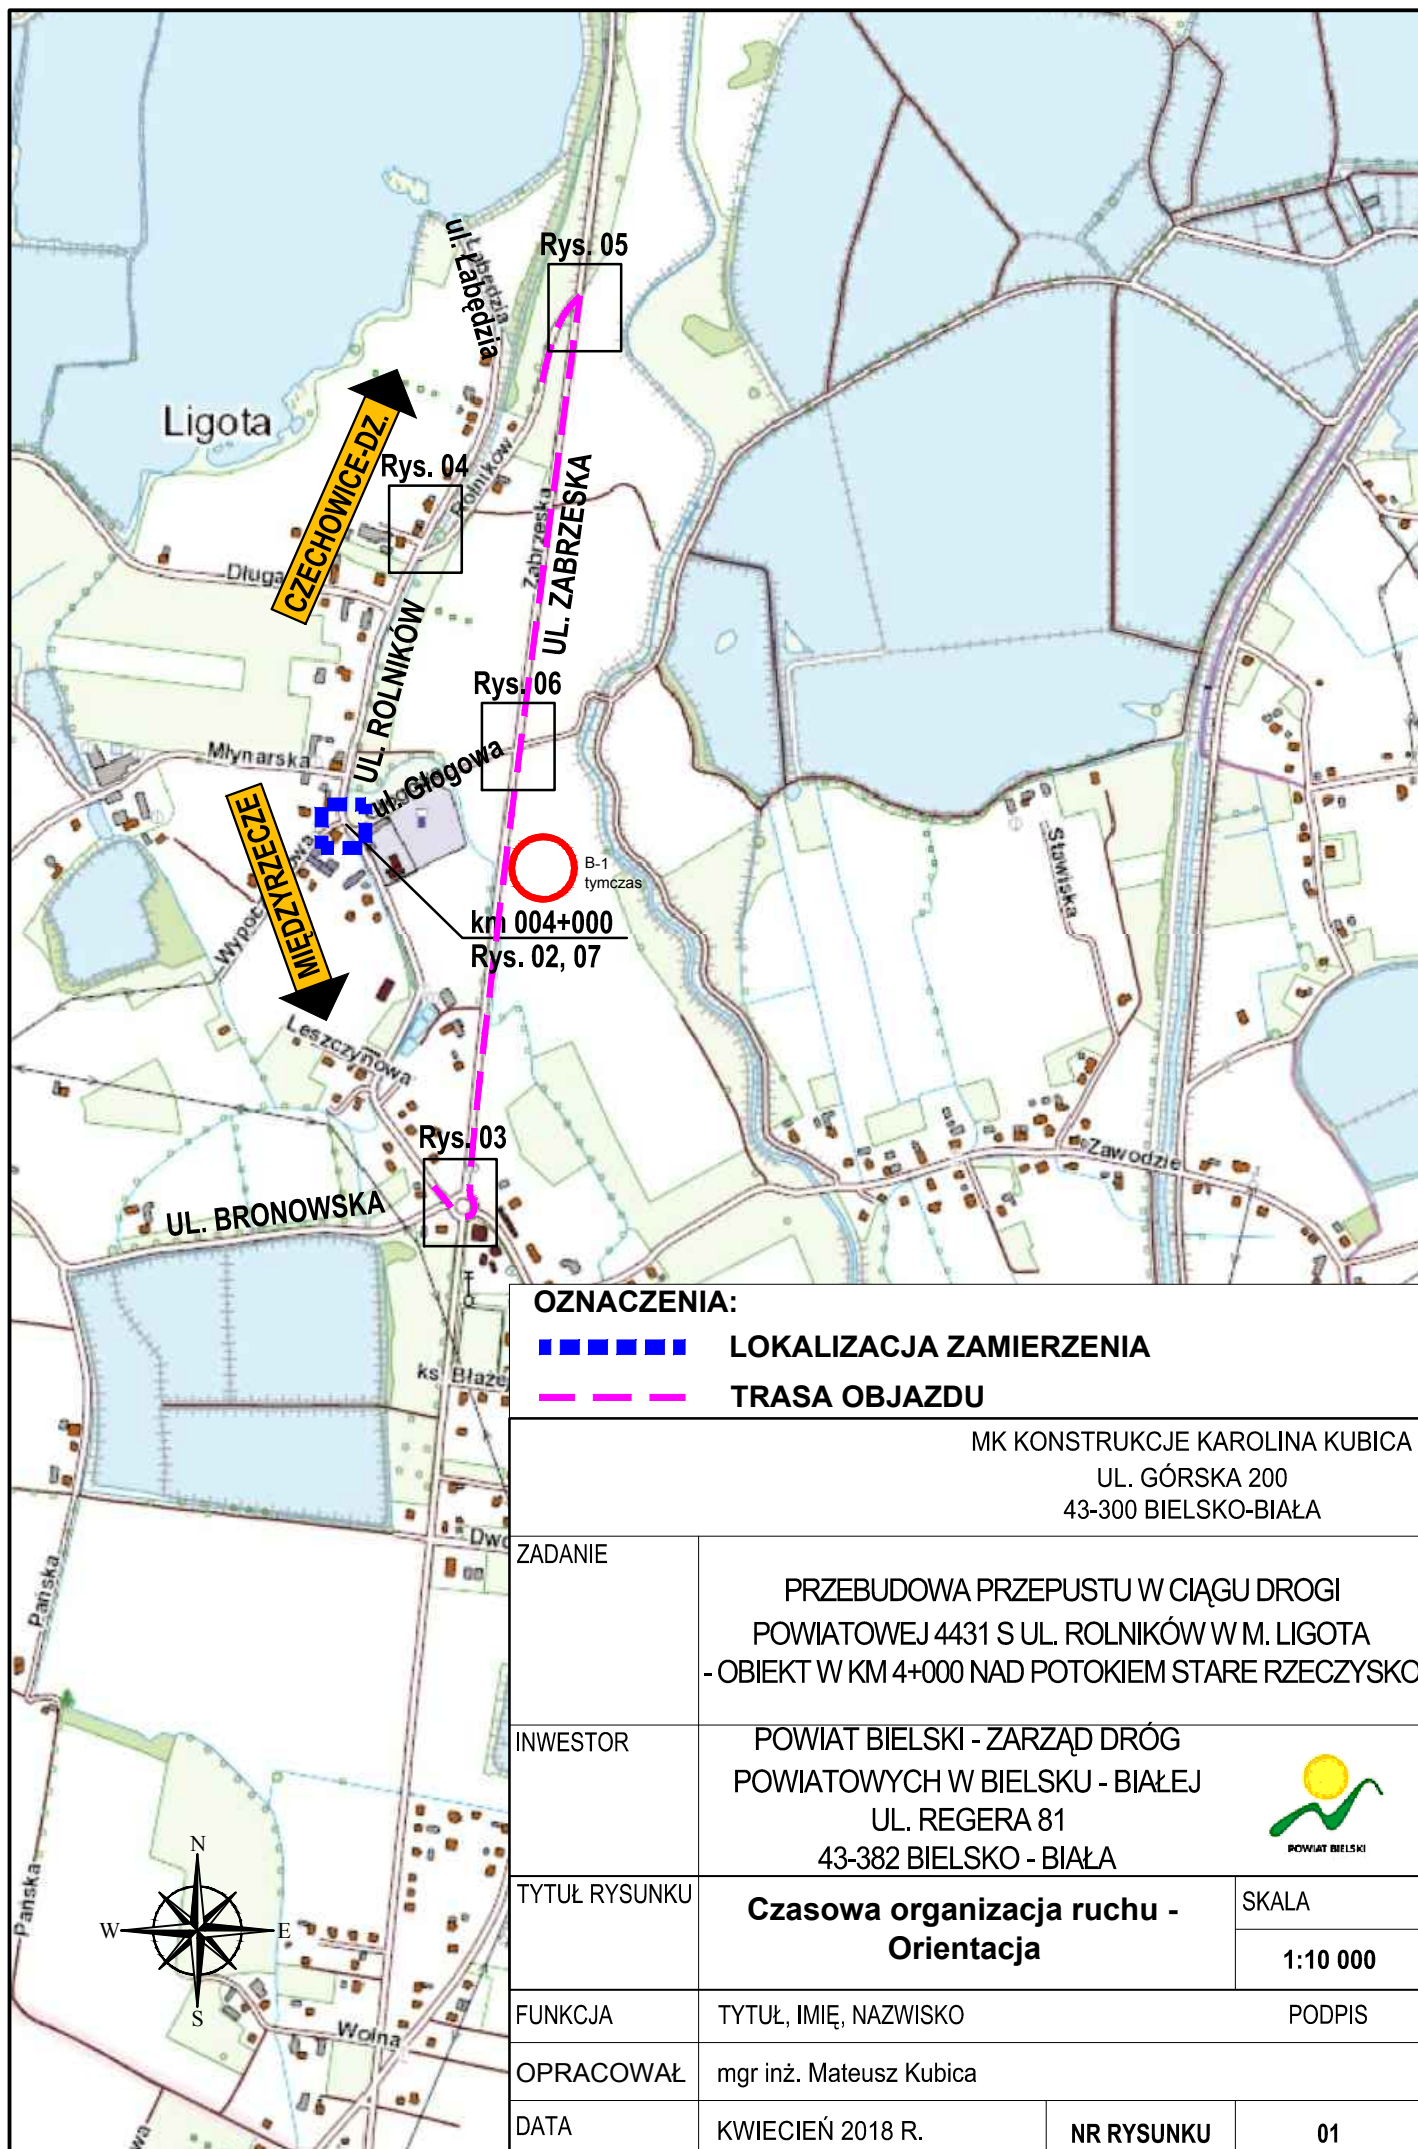 Rys. 05
ul. Łabędzia
Łabędzia
Ligota
CZECHOWICE-DZ.
Rys. 04
Rolników
Zabrzeska
UL. ZABRZESKA
Długa
UL. ROLNIKÓW
Rys. 06
Młynarska
ul. Głogowa
MIĘDZYRZECZE
B-1
tymczas
Stawiska
km 004+000
Rys. 02, 07
Leszczynowa
Rys. 03
Zawodzie
UL. BRONOWSKA
OZNACZENIA:
LOKALIZACJA ZAMIERZENIA
TRASA OBJAZDU
ks Błaże
MK KONSTRUKCJE KAROLINA KUBICA
UL. GÓRSKA 200
43-300 BIELSKO-BIAŁA
Dwo
ZADANIE
PRZEBUDOWA PRZEPUSTU W CIĄGU DROGI
POWIATOWEJ 4431 S UL. ROLNIKÓW W M. LIGOTA
- OBIEKT W KM 4+000 NAD POTOKIEM STARE RZECZYSKO
Pańska
INWESTOR
POWIAT BIELSKI - ZARZĄD DRÓG
POWIATOWYCH W BIELSKU - BIAŁEJ
UL. REGERA 81
43-382 BIELSKO - BIAŁA
POWIAT BIELSKI
Pańska
N
W
E
S
TYTUŁ RYSUNKU
Czasowa organizacja ruchu -
Orientacja
SKALA
1:10 000
Wolna
FUNKCJA
TYTUŁ, IMIĘ, NAZWISKO
PODPIS
OPRACOWAŁ
mgr inż. Mateusz Kubica
DATA
KWIECIEŃ 2018 R.
NR RYSUNKU
01
wa